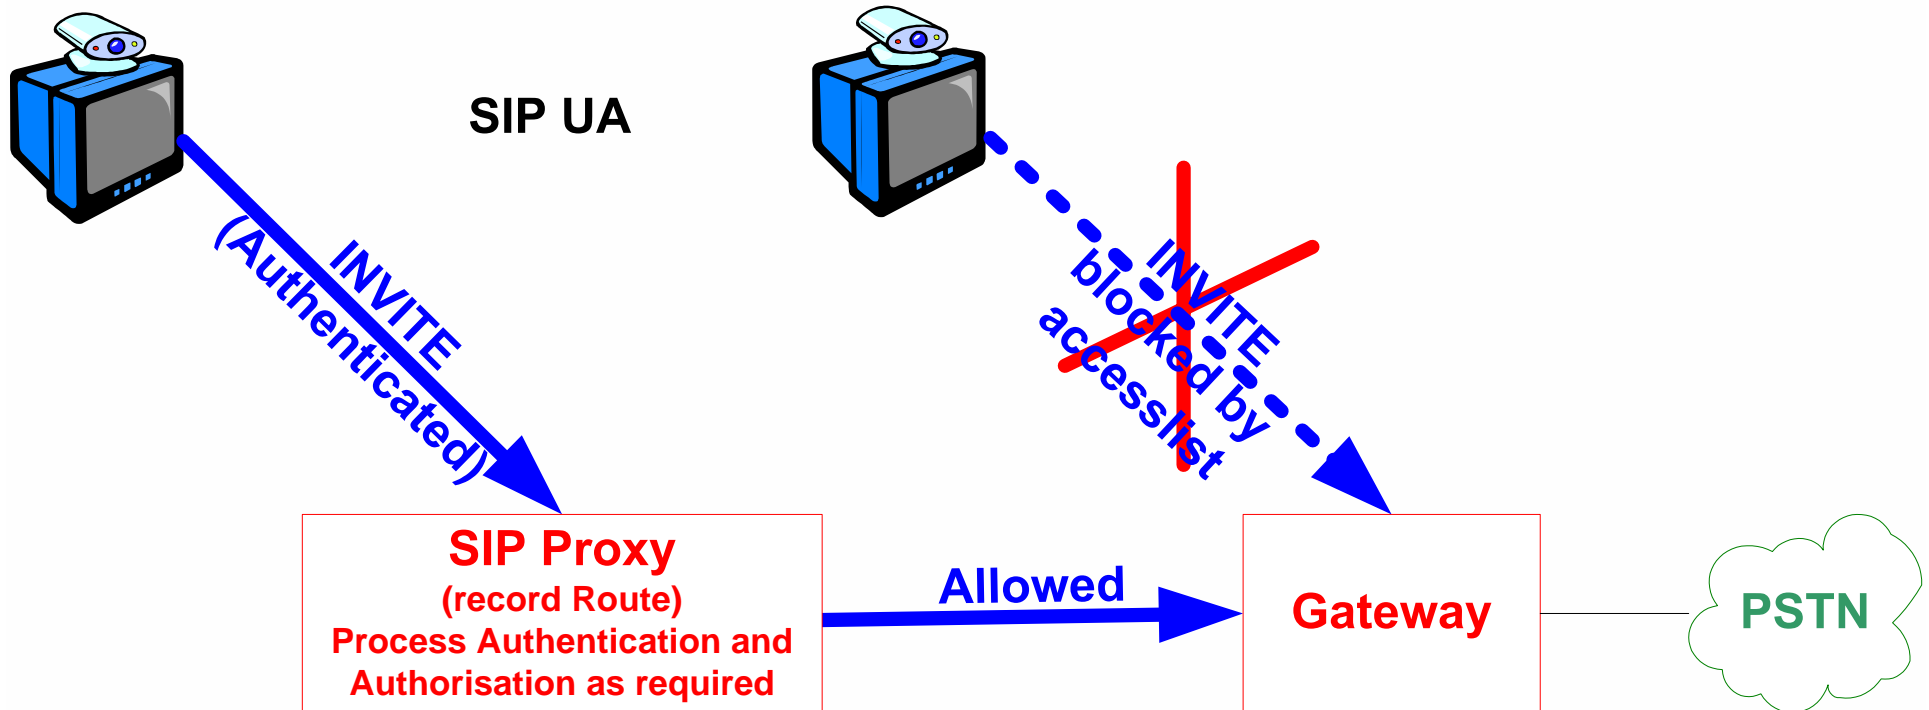 SIP UA
INVITE
(Authenticated)
INVITE
blocked by
accesslist
SIP Proxy
(record Route)
Process Authentication and
Authorisation as required
Allowed
Gateway
PSTN